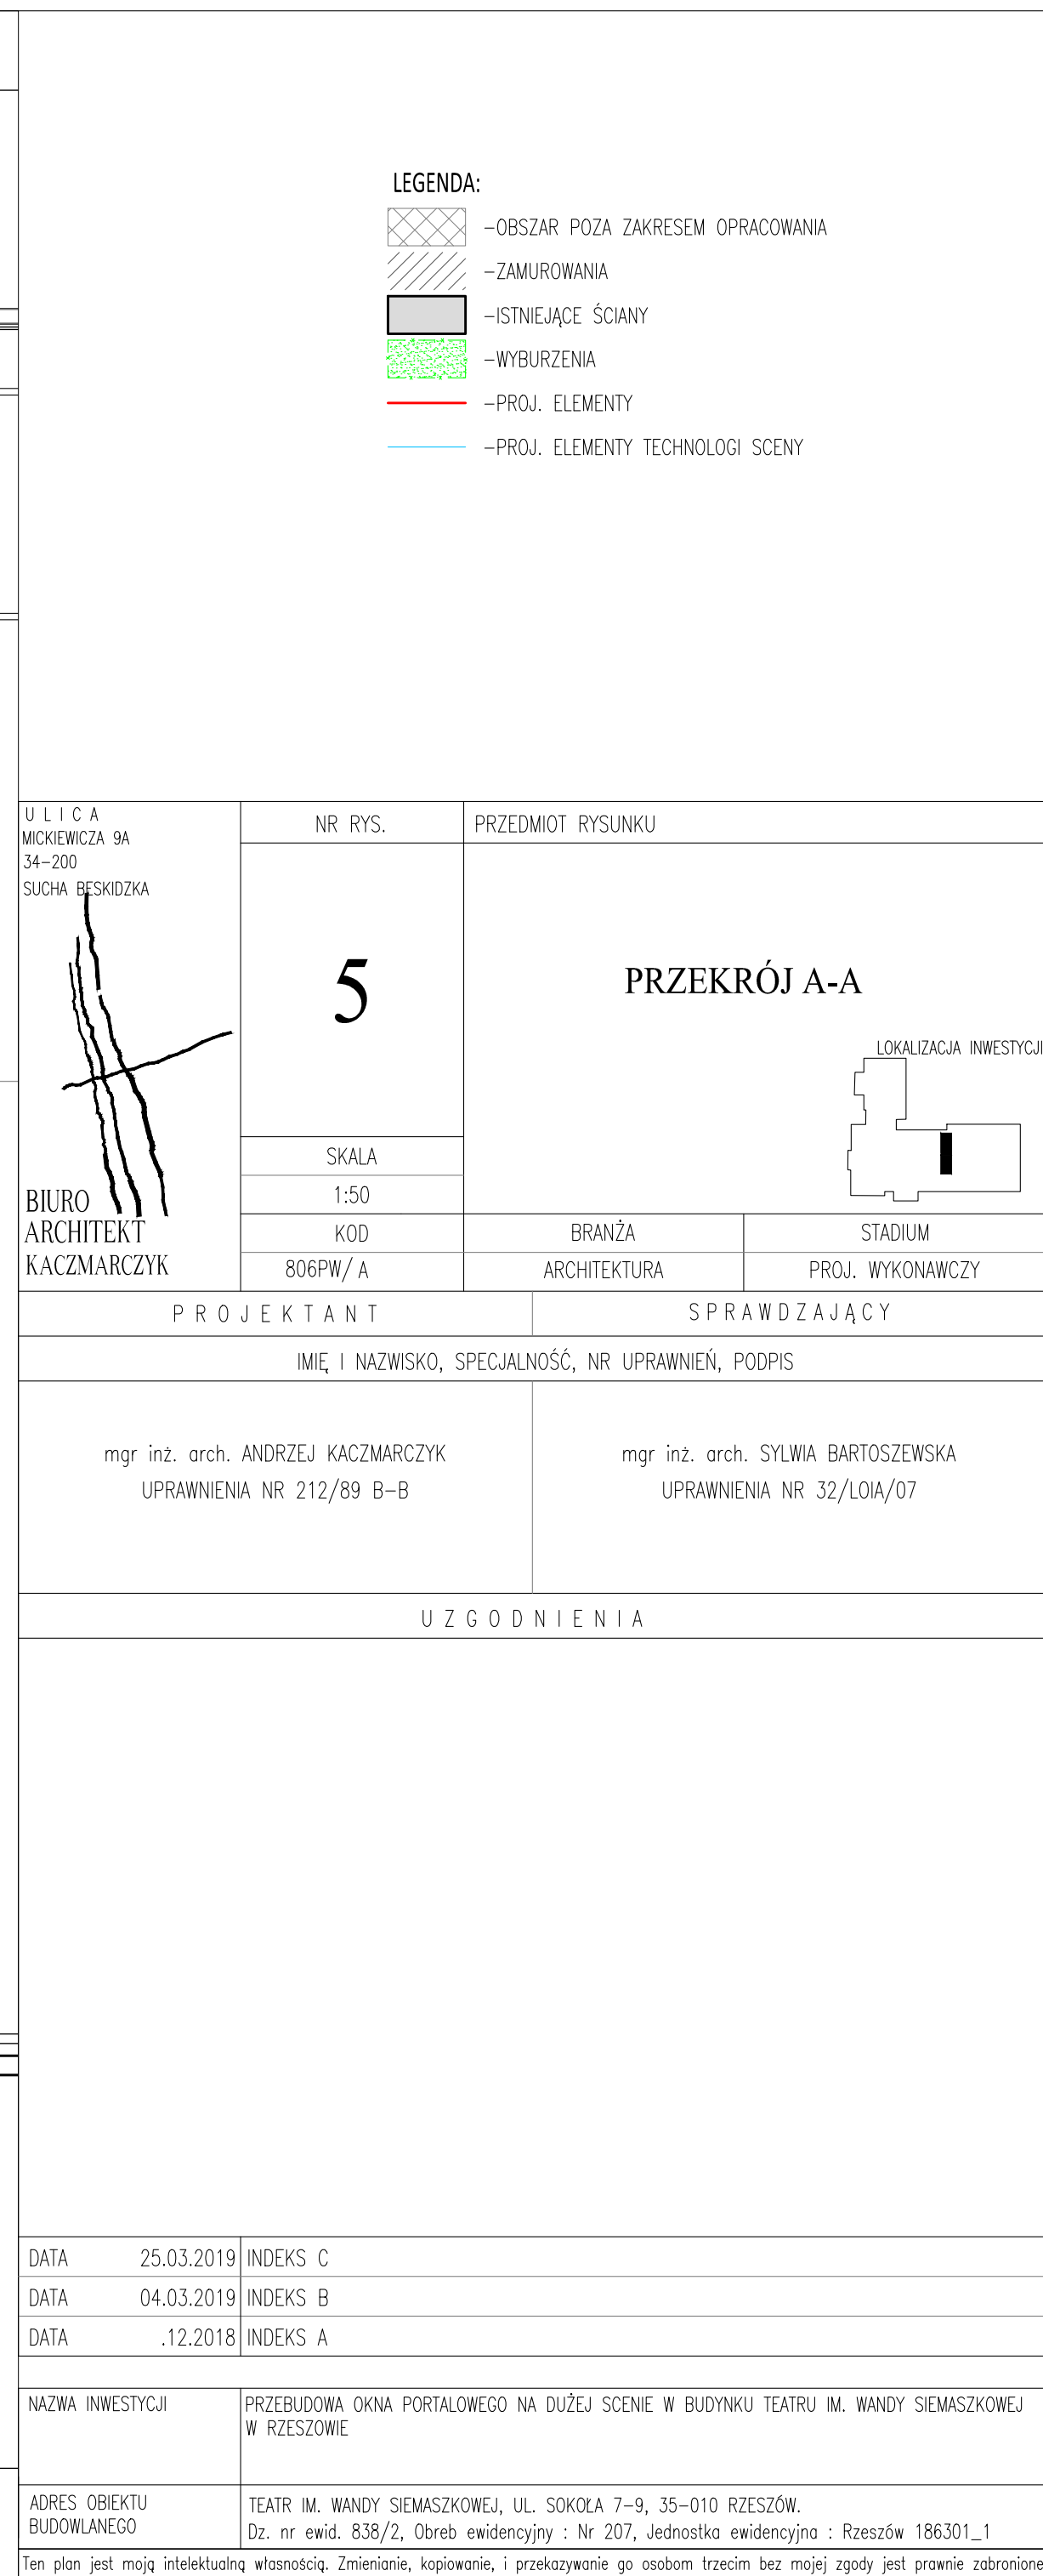 LEGENDA:
-OBSZAR POZA ZAKRESEM OPRACOWANIA
-ZAMUROWANIA
-ISTNIEJĄCE ŚCIANY
-WYBURZENIA
-PROJ. ELEMENTY
-PROJ. ELEMENTY TECHNOLOGI SCENY
ULICA
MICKIEWICZA 9A
34-200
SUCHA BESKIDZKA
BIURO
ARCHITEKT
KACZMARCZYK
NR RYS.
5
SKALA
1:50
KOD
806PW/A
PRZEDMIOT RYSUNKU
PRZEKRÓJ A-A
LOKALIZACJA INWESTYCJI
BRANŻA
ARCHITEKTURA
STADIUM
PROJ. WYKONAWCZY
PROJEKTANT
SPRAWDZAJĄCY
IMIĘ I NAZWISKO, SPECJALNOŚĆ, NR UPRAWNIEŃ, PODPIS
mgr inż. arch. ANDRZEJ KACZMARCZYK
UPRAWNIENIA NR 212/89 B-B
mgr inż. arch. SYLWIA BARTOSZEWSKA
UPRAWNIENIA NR 32/LOIA/07
UZGODNIENIA
DATA 25.03.2019 INDEKS C
DATA 04.03.2019 INDEKS B
DATA .12.2018 INDEKS A
NAZWA INWESTYCJI
PRZEBUDOWA OKNA PORTALOWEGO NA DUŻEJ SCENIE W BUDYNKU TEATRU IM. WANDY SIEMASZKOWEJ
W RZESZOWIE
ADRES OBIEKTU
BUDOWLANEGO
TEATR IM. WANDY SIEMASZKOWEJ, UL. SOKOŁA 7-9, 35-010 RZESZÓW.
Dz. nr ewid. 838/2, Obreb ewidencyjny : Nr 207, Jednostka ewidencyjna : Rzeszów 186301_1
Ten plan jest moją intelektualną własnością. Zmienianie, kopiowanie, i przekazywanie go osobom trzecim bez mojej zgody jest prawnie zabronione